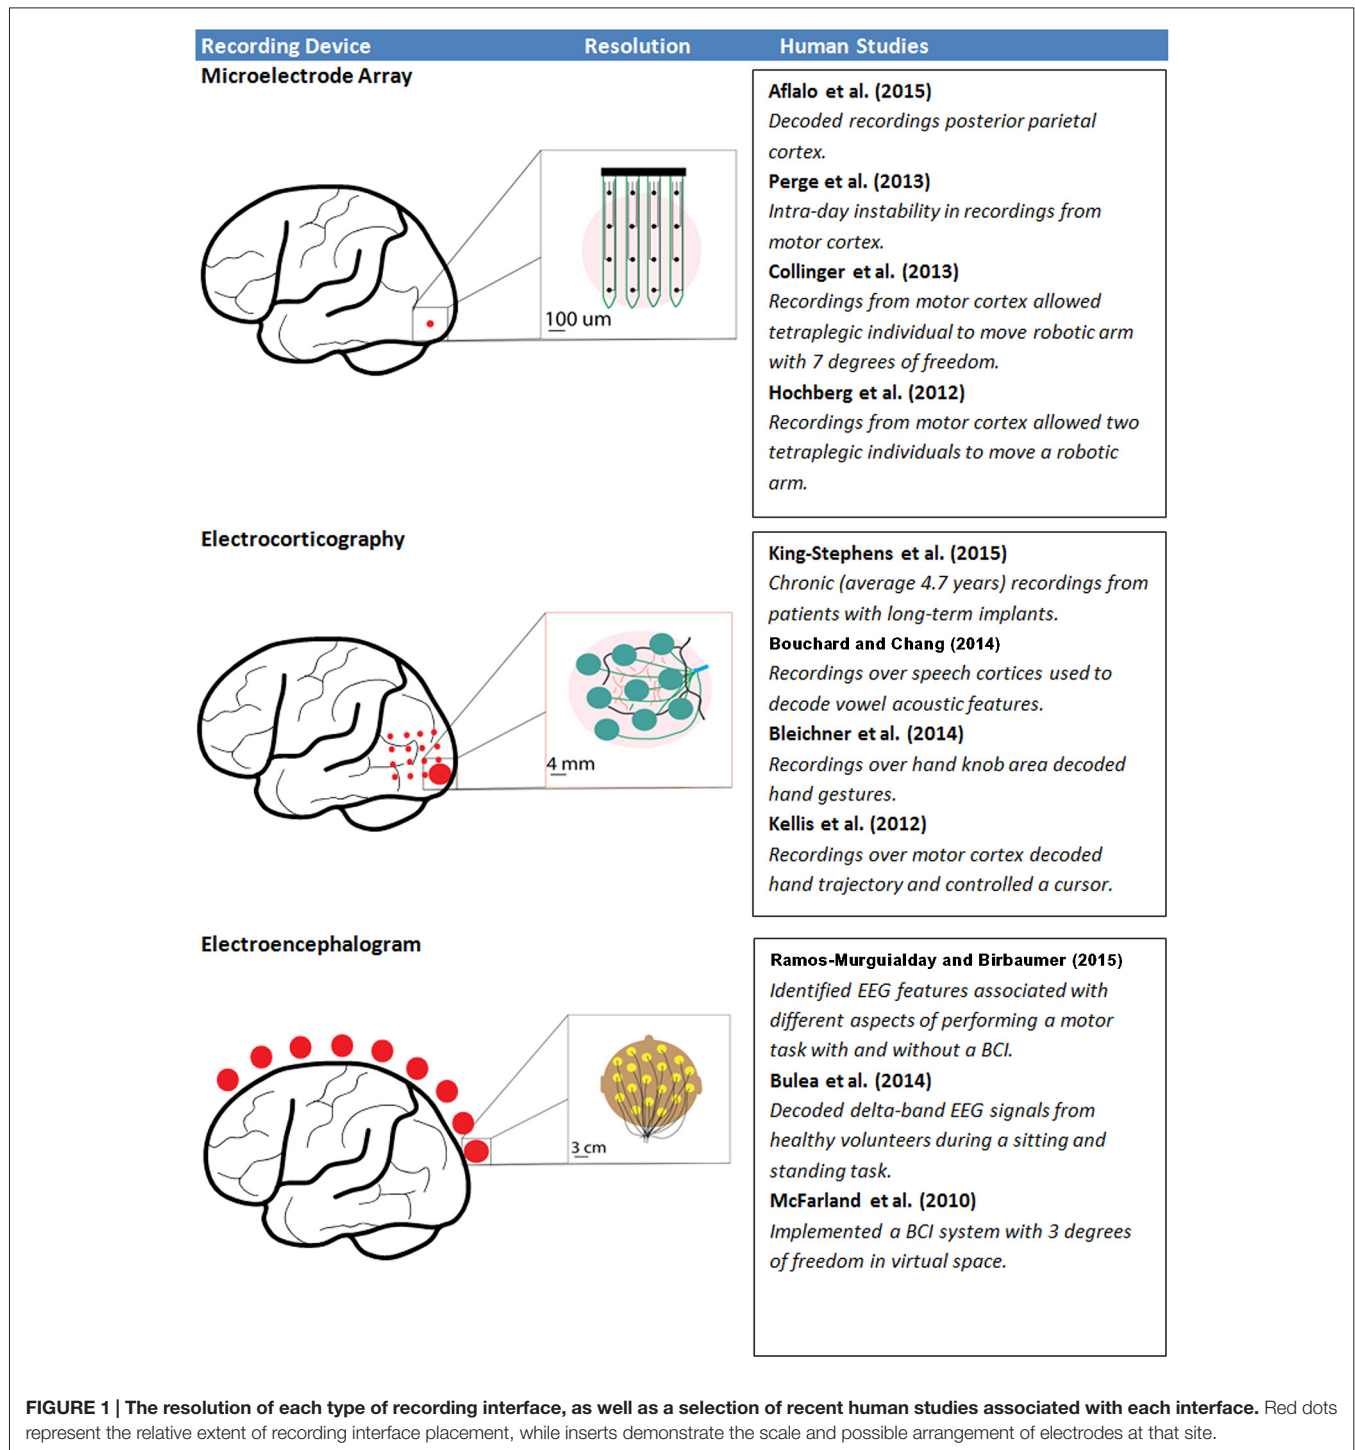 Recording Device Resolution Human Studies
Microelectrode Array
100 um
Aflalo et al. (2015)
Decoded recordings posterior parietal
cortex.
Perge et al. (2013)
Intra-day instability in recordings from
motor cortex.
Collinger et al. (2013)
Recordings from motor cortex allowed
tetraplegic individual to move robotic arm
with 7 degrees of freedom.
Hochberg et al. (2012)
Recordings from motor cortex allowed two
tetraplegic individuals to move a robotic
arm.
Electrocorticography
4 mm
King-Stephens et al. (2015)
Chronic (average 4.7 years) recordings from
patients with long-term implants.
Bouchard and Chang (2014)
Recordings over speech cortices used to
decode vowel acoustic features.
Bleichner et al. (2014)
Recordings over hand knob area decoded
hand gestures.
Kellis et al. (2012)
Recordings over motor cortex decoded
hand trajectory and controlled a cursor.
Electroencephalogram
3 cm
Ramos-Murguialday and Birbaumer (2015)
Identified EEG features associated with
different aspects of performing a motor
task with and without a BCI.
Bulea et al. (2014)
Decoded delta-band EEG signals from
healthy volunteers during a sitting and
standing task.
McFarland et al. (2010)
Implemented a BCI system with 3 degrees
of freedom in virtual space.
FIGURE 1 | The resolution of each type of recording interface, as well as a selection of recent human studies associated with each interface. Red dots
represent the relative extent of recording interface placement, while inserts demonstrate the scale and possible arrangement of electrodes at that site.